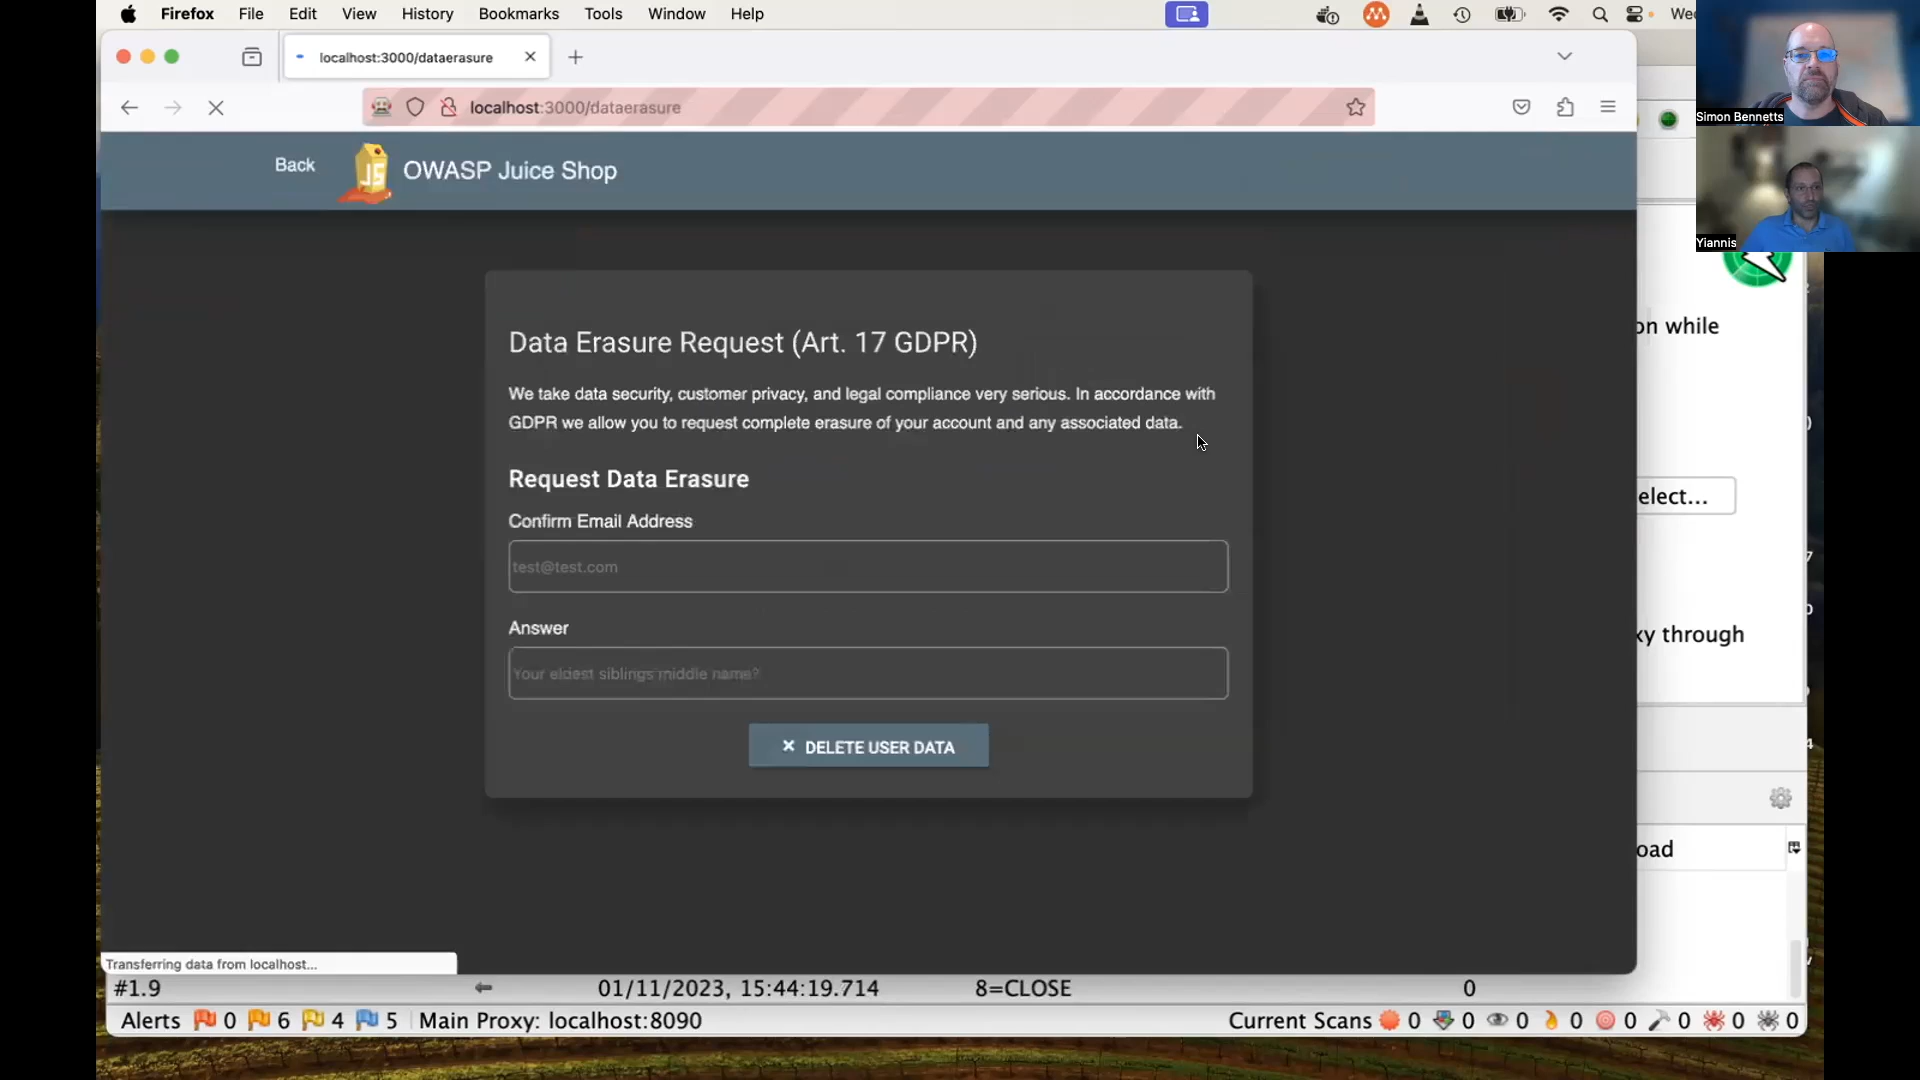 Firefox File Edit View History Bookmarks Tools Window Help
Wed
localhost:3000/dataerasure
localhost:3000/dataerasure
Simon Bennetts
Back
JS
OWASP Juice Shop
Yiannis
on while
Data Erasure Request (Art. 17 GDPR)
We take data security, customer privacy, and legal compliance very serious. In accordance with
GDPR we allow you to request complete erasure of your account and any associated data.
Request Data Erasure
elect...
Confirm Email Address
test@test.com
Answer
xy through
Your eldest siblings middle name?
× DELETE USER DATA
oad
Transferring data from localhost...
#1.9 01/11/2023, 15:44:19.714 8=CLOSE 0
Alerts 0 6 4 5 Main Proxy: localhost:8090 Current Scans 0 0 0 0 0 0 0 0